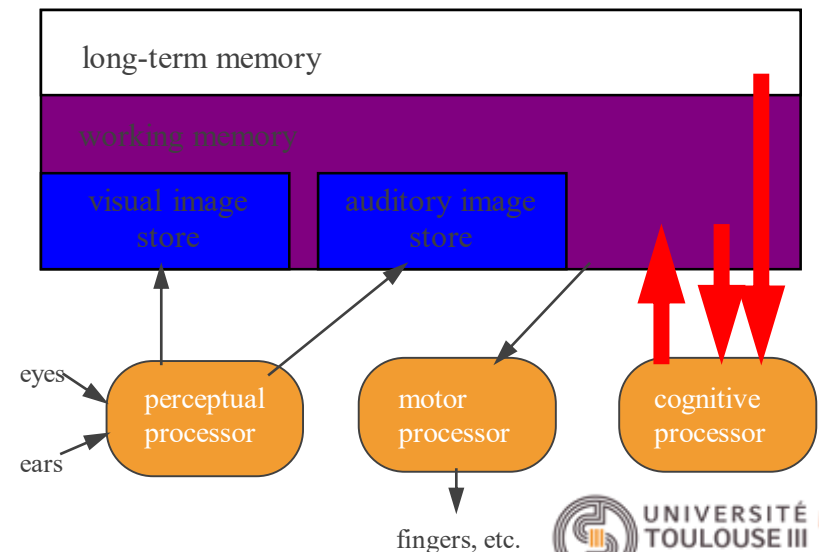 long-term memory
working memory
visual image
store
auditory image
store
eyes
ears
perceptual
processor
motor
processor
cognitive
processor
fingers, etc.
UNIVERSITÉ
TOULOUSE III